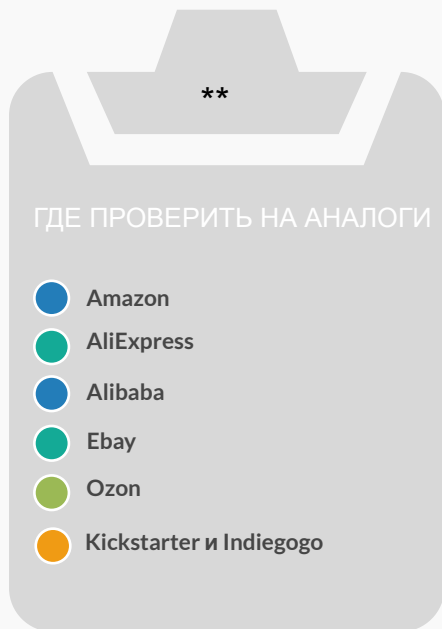 **
ГДЕ ПРОВЕРИТЬ НА АНАЛОГИ
Amazon
AliExpress
Alibaba
Ebay
Ozon
Kickstarter и Indiegogo